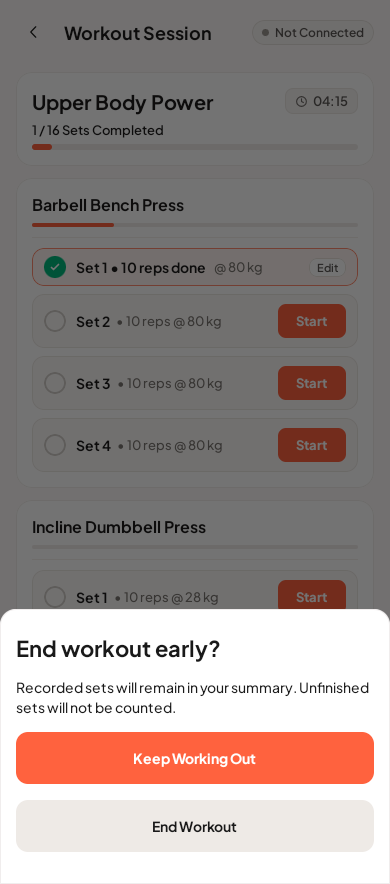 Workout Session
Not Connected
Upper Body Power
04:15
1 / 16 Sets Completed
Barbell Bench Press
Set 1 • 10 reps done @ 80 kg
Edit
Set 2 • 10 reps @ 80 kg
Start
Set 3 • 10 reps @ 80 kg
Start
Set 4 • 10 reps @ 80 kg
Start
Incline Dumbbell Press
Set 1 • 10 reps @ 28 kg
Start
End workout early?
Recorded sets will remain in your summary. Unfinished
sets will not be counted.
Keep Working Out
End Workout